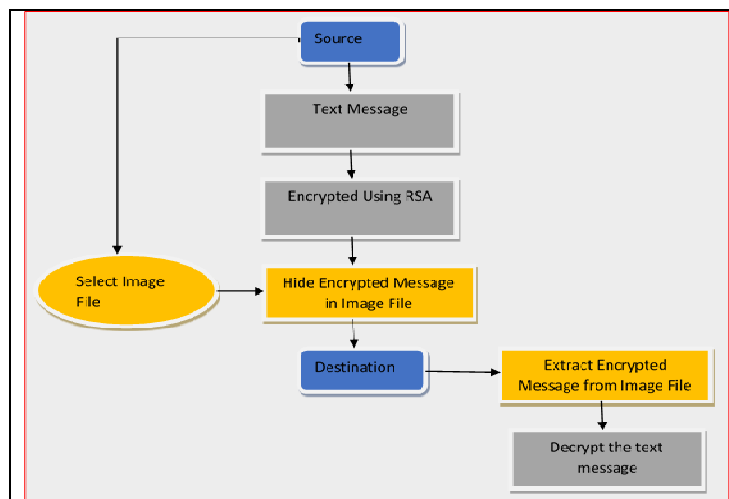 Source
Text Message
Encrypted Using RSA
Select Image
File
Hide Encrypted Message
in Image File
Destination
Extract Encrypted
Message from Image File
Decrypt the text
message